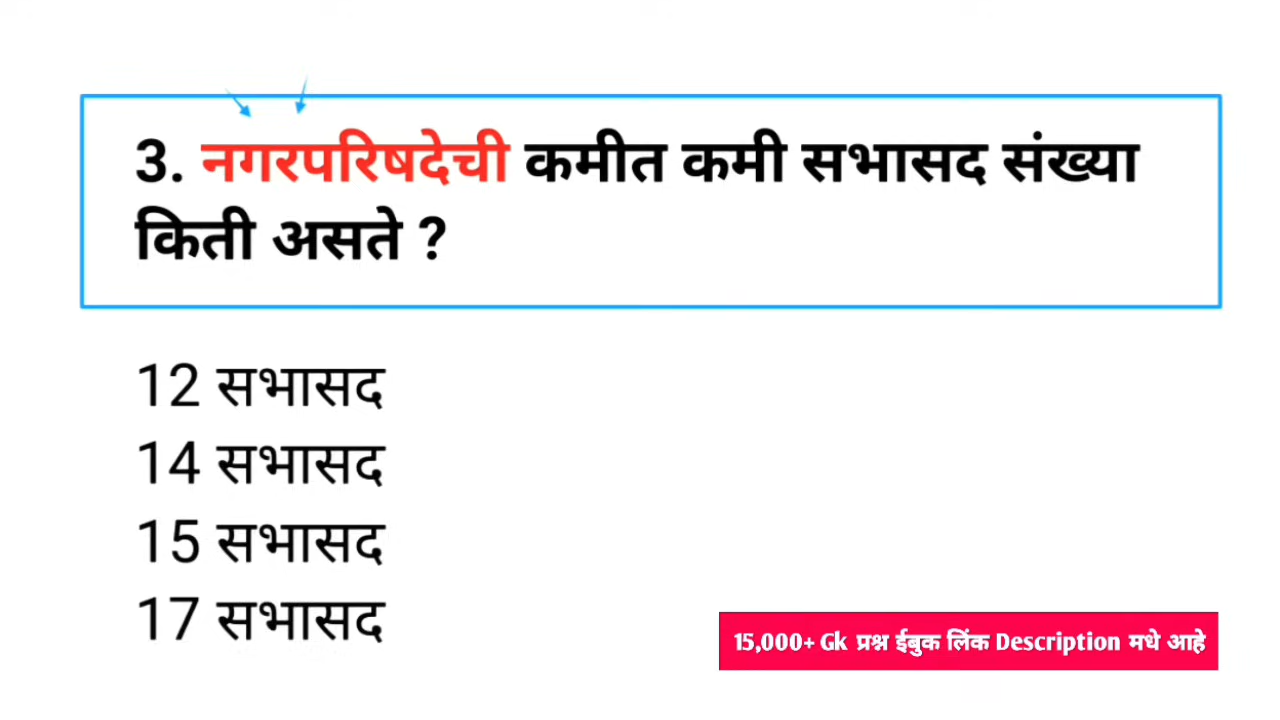 3. नगरपरिषदेची कमीत कमी सभासद संख्या
किती असते ?
12 सभासद
14 सभासद
15 सभासद
17 सभासद
15,000+ Gk प्रश्न ईबुक लिंक Description मधे आहे